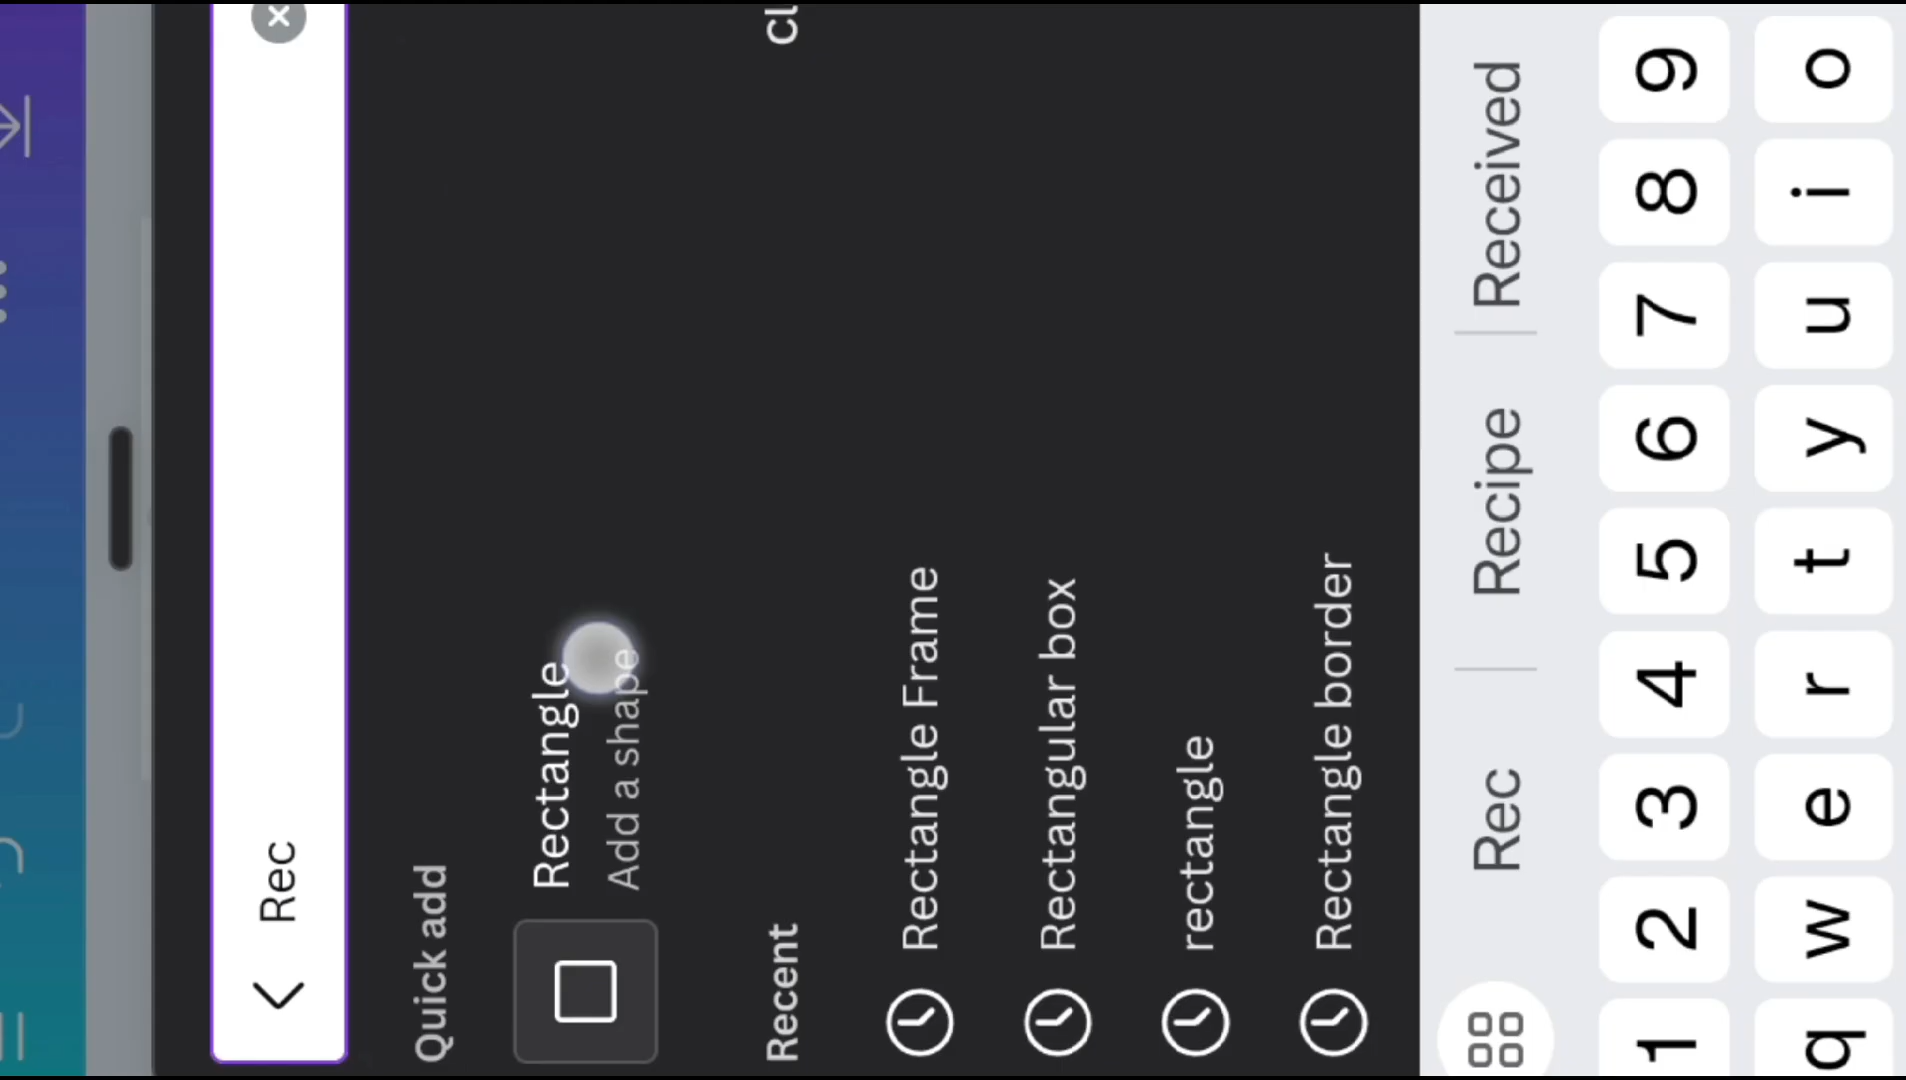 Rec
Quick add
Rectangle
Add a shape
Recent
Cl
Rectangle Frame
Rectangular box
rectangle
Rectangle border
Rec
Recipe
Received
1 2 3 4 5 6 7 8 9
q w e r t y u i o